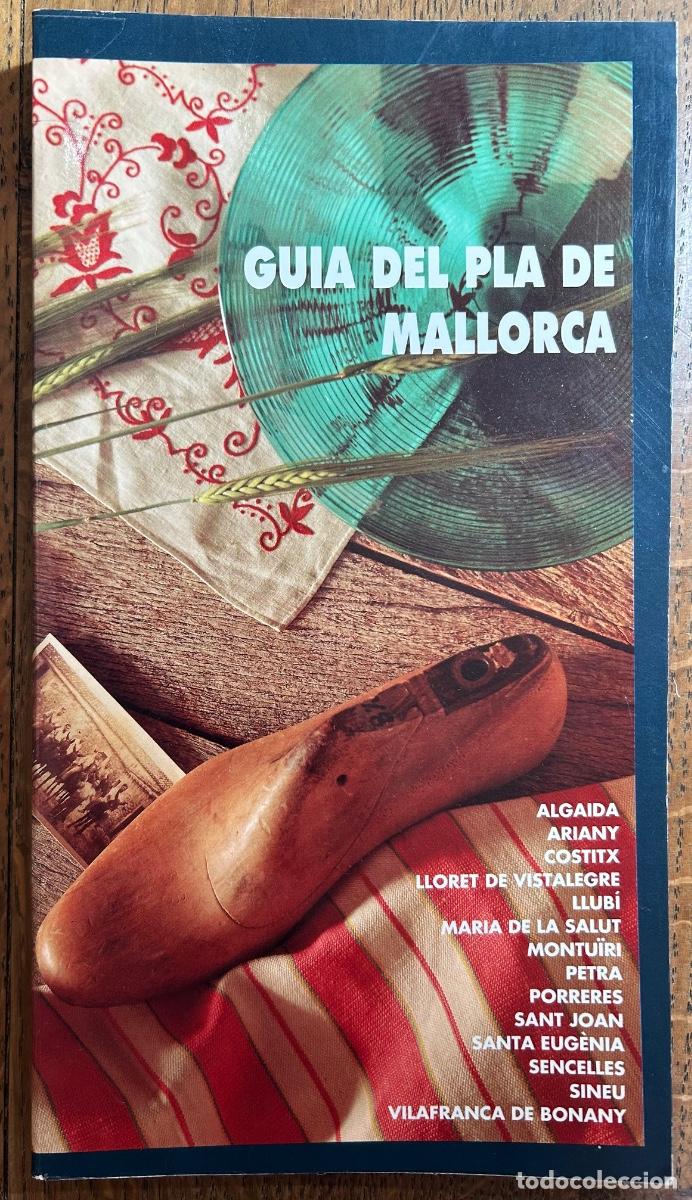 GUIA DEL PLA DE
MALLORCA
ALGAIDA
ARIANY
COSTITX
LLORET DE VISTALEGRE
LLUBÍ
MARIA DE LA SALUT
MONTUÏRI
PETRA
PORRERES
SANT JOAN
SANTA EUGÈNIA
SENCELLES
SINEU
VILAFRANCA DE BONANY
todocoleccion